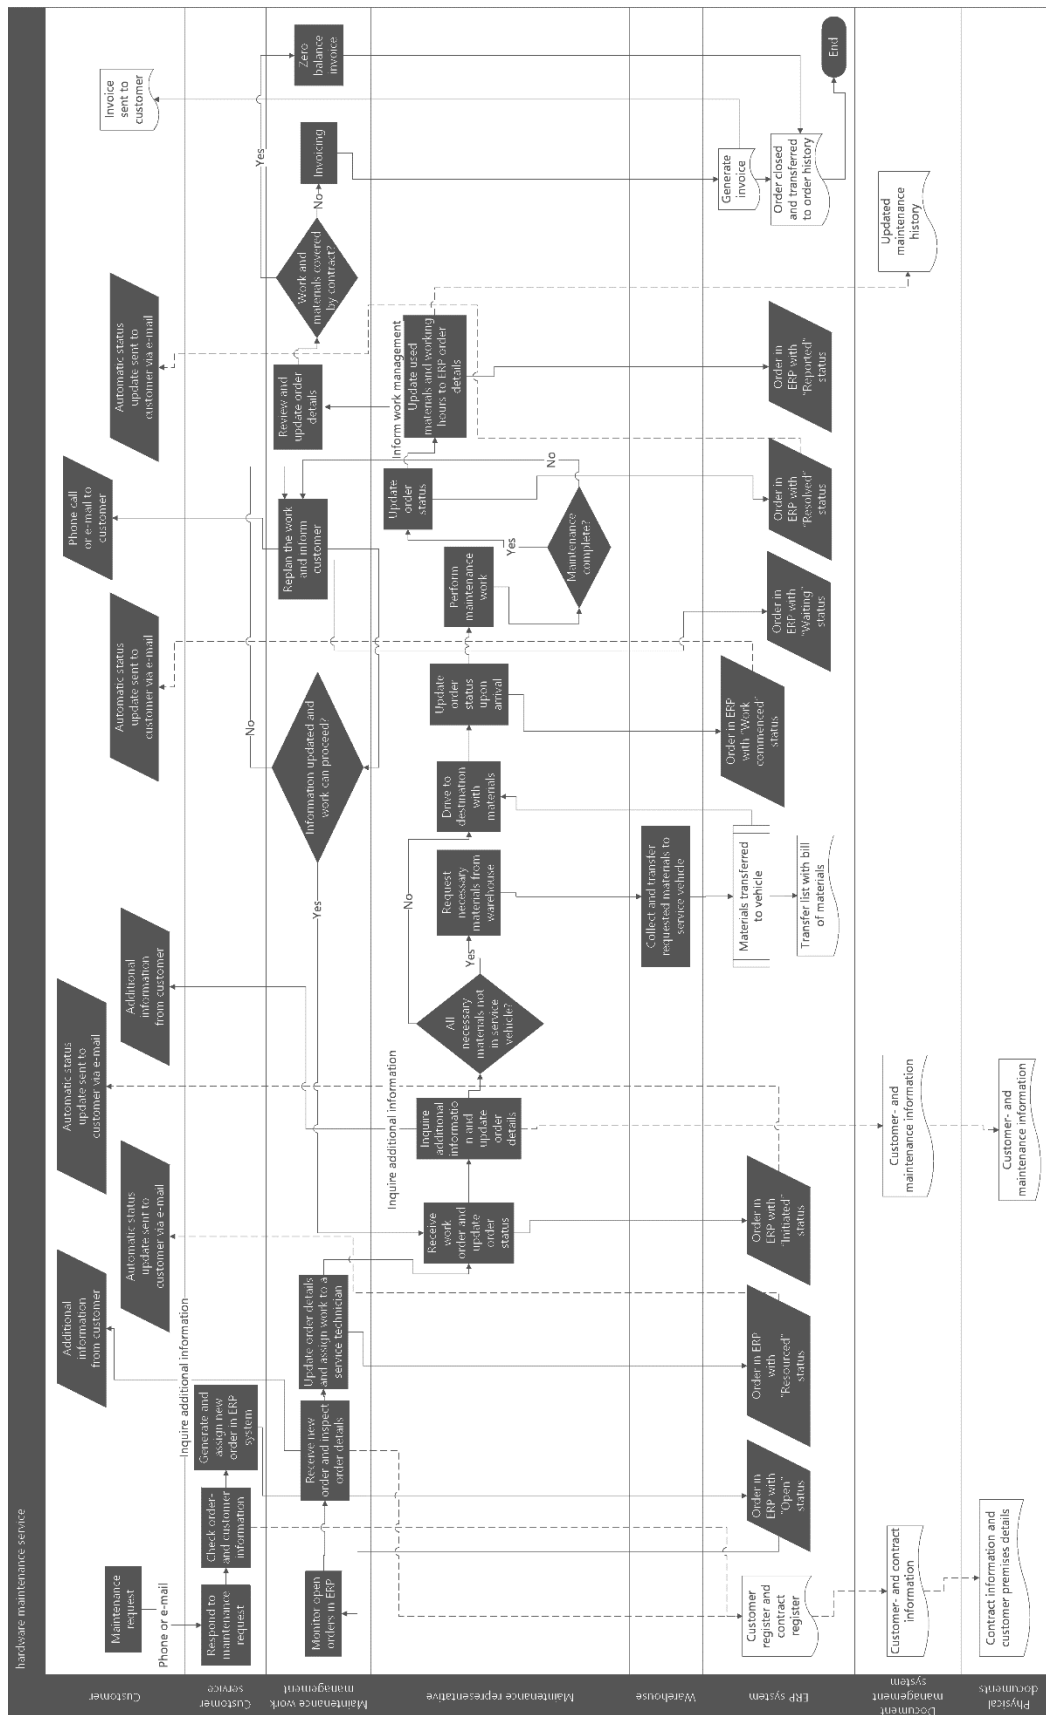 hardware maintenance service
Customer
Customer
service
Maintenance work
management
Maintenance representative
Warehouse
ERP system
Document
management
system
Physical
documents
Maintenance
request
Phone or e-mail
Respond to
maintenance
request
Check order-
and customer
information
Generate and
assign new
order in ERP
system
Inquire additional information
Monitor open
orders in ERP
Receive new
order and inspect
order details
Update order details
and assign work to a
service technician
Additional
information
from customer
Automatic status
update sent to
customer via e-mail
Automatic status
update sent to
customer via e-mail
Additional
information
from customer
Automatic status
update sent to
customer via e-mail
Phone call
or e-mail to
customer
Automatic status
update sent to
customer via e-mail
Invoice
sent to
customer
Yes
Information updated and
work can proceed?
No
Replan the work
and inform
customer
Review and
update order
details
Work and
materials covered
by contract?
Yes
No
Invoicing
Zero
balance
invoice
Receive
work
order and
update
order
status
Inquire additional information
Inquire
additional
informatio
n and
update
order
details
All
necessary
materials not
in service
vehicle?
Yes
No
Request
necessary
materials from
warehouse
Drive to
destination
with
materials
Update
order
status
upon
arrival
Perform
maintenance
work
Maintenance
complete?
Yes
No
Update
order
status
Inform work management
Update used
materials and working
hours to ERP order
details
Collect and transfer
requested materials to
service vehicle
Customer
register and
contract
register
Order in
ERP with
"Open"
status
Order in ERP
with
"Resourced"
status
Order in
ERP with
"Initiated"
status
Materials transferred
to vehicle
Transfer list with bill
of materials
Order in ERP
with "Work
commenced"
status
Order in
ERP with
"Waiting"
status
Order in
ERP with
"Resolved"
status
Order in
ERP with
"Reported"
status
Generate
invoice
Order closed
and transferred
to order history
End
Customer- and contract
information
Customer- and
maintenance information
Updated
maintenance
history
Contract information and
customer premises details
Customer- and
maintenance information